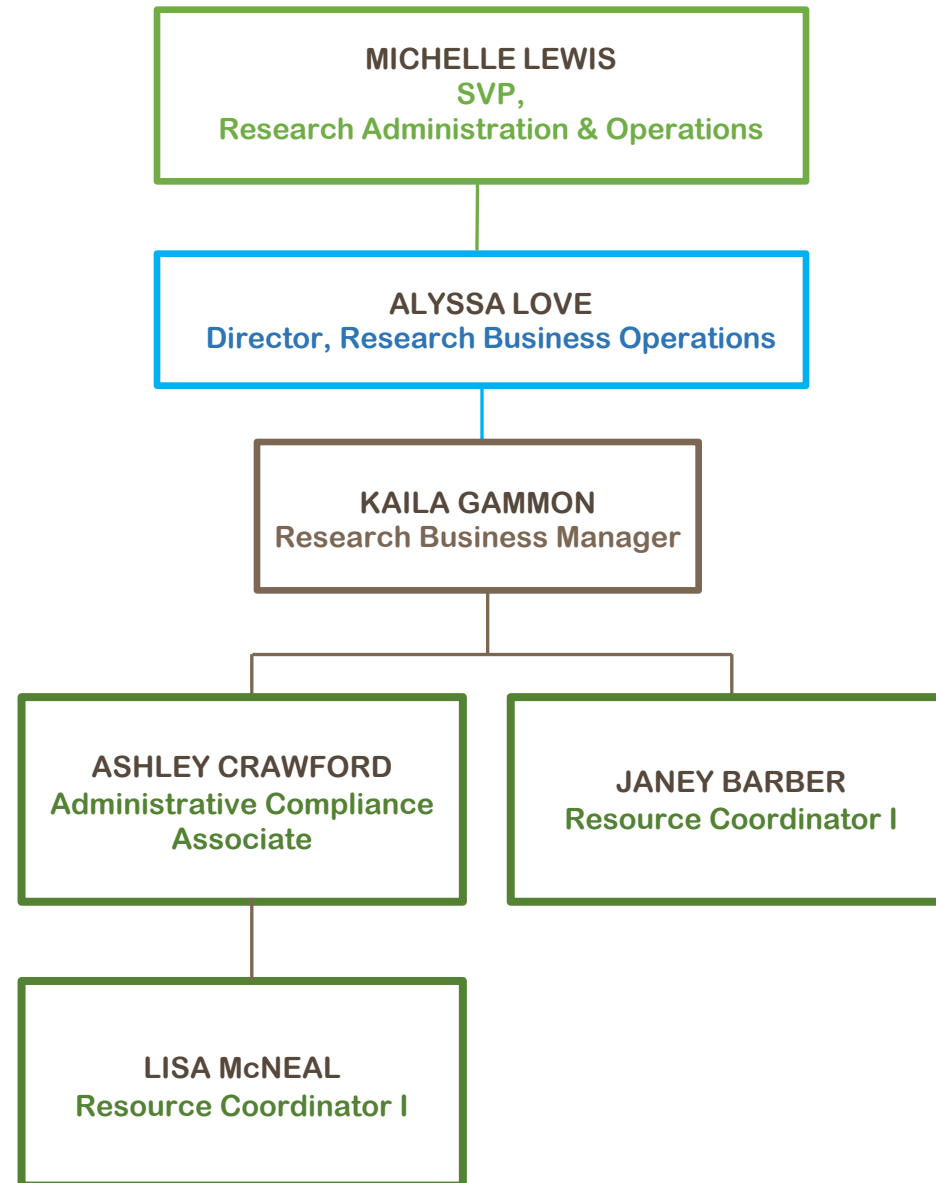 MICHELLE LEWIS
SVP,
Research Administration & Operations
ALYSSA LOVE
Director, Research Business Operations
KAILA GAMMON
Research Business Manager
ASHLEY CRAWFORD
Administrative Compliance
Associate
JANEY BARBER
Resource Coordinator I
LISA McNEAL
Resource Coordinator I